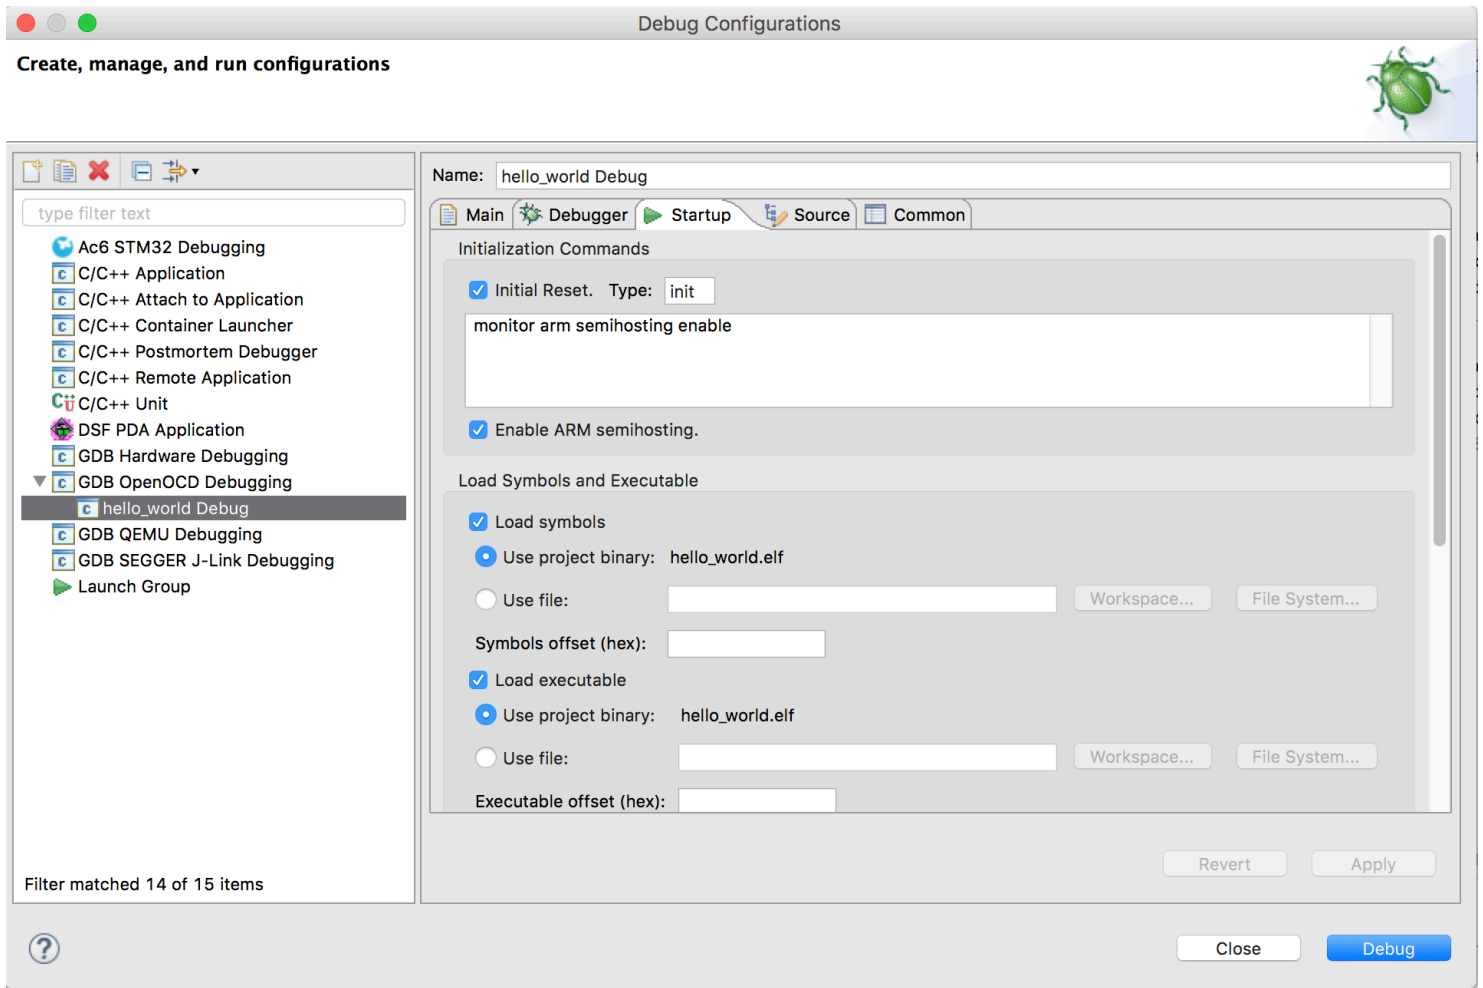 Debug Configurations
Create, manage, and run configurations
type filter text
Ac6 STM32 Debugging
C/C++ Application
C/C++ Attach to Application
C/C++ Container Launcher
C/C++ Postmortem Debugger
C/C++ Remote Application
C/C++ Unit
DSF PDA Application
GDB Hardware Debugging
GDB OpenOCD Debugging
hello_world Debug
GDB QEMU Debugging
GDB SEGGER J-Link Debugging
Launch Group
Filter matched 14 of 15 items
Name: hello_world Debug
Main Debugger Startup Source Common
Initialization Commands
Initial Reset. Type: init
monitor arm semihosting enable
Enable ARM semihosting.
Load Symbols and Executable
Load symbols
Use project binary: hello_world.elf
Use file: Workspace... File System...
Symbols offset (hex):
Load executable
Use project binary: hello_world.elf
Use file: Workspace... File System...
Executable offset (hex):
Revert Apply
Close Debug